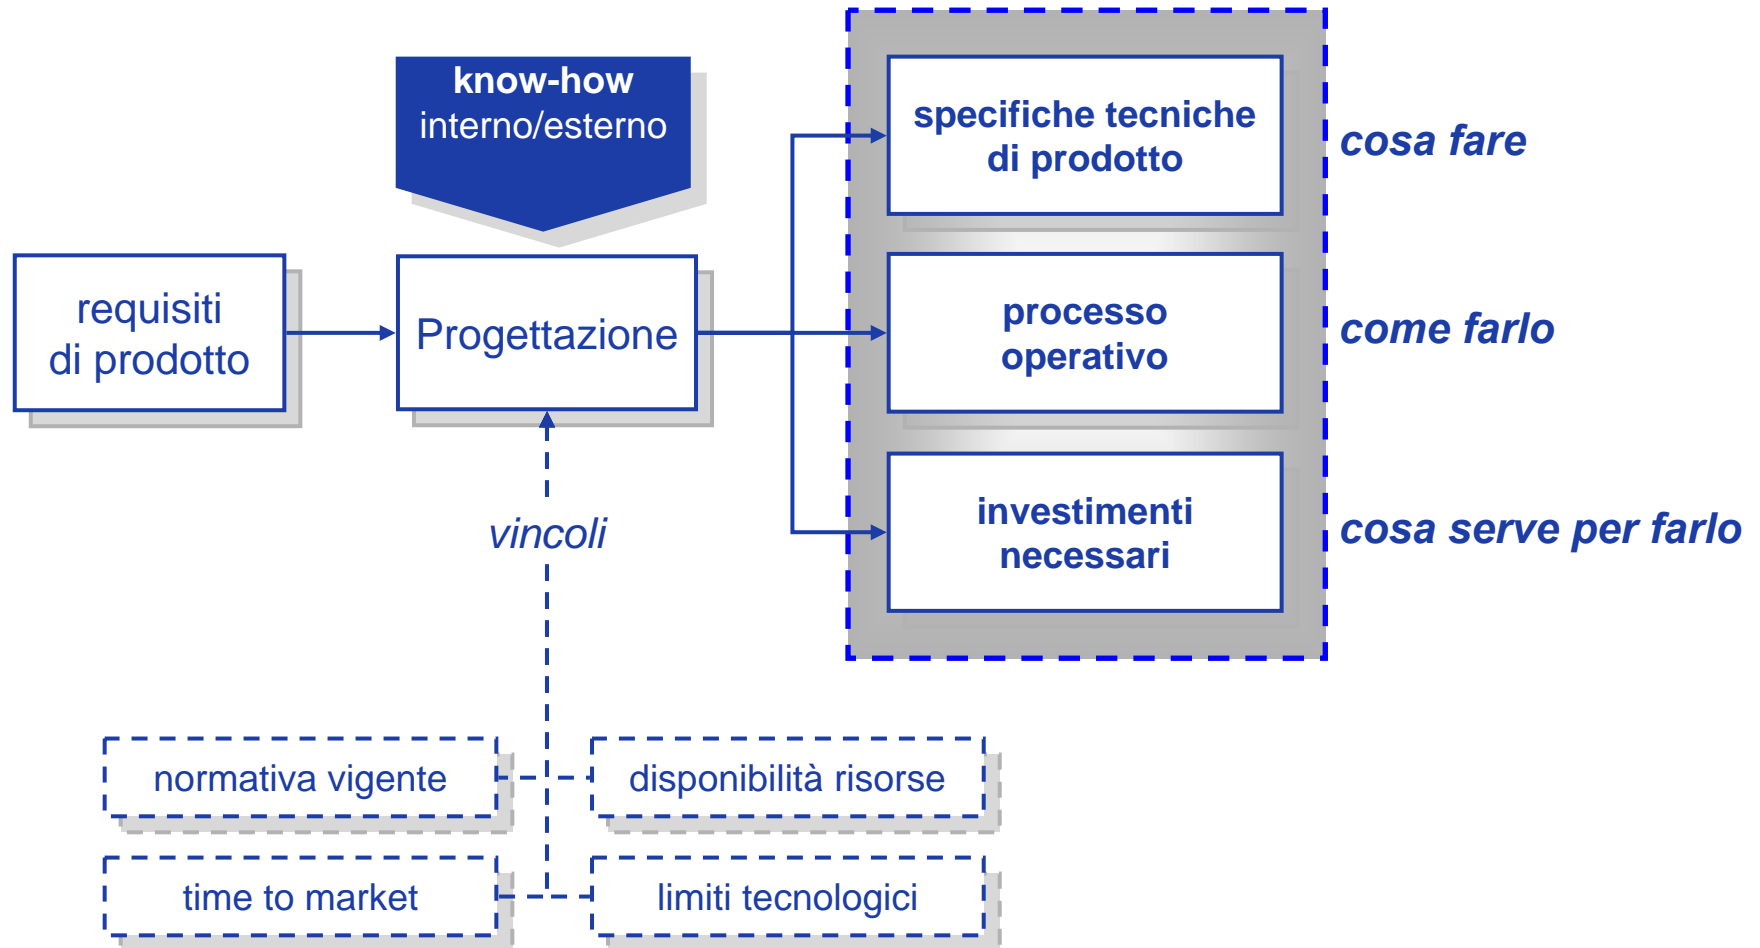 know-how
interno/esterno
specifiche tecniche
di prodotto
cosa fare
requisiti
di prodotto
Progettazione
processo
operativo
come farlo
vincoli
investimenti
necessari
cosa serve per farlo
normativa vigente
disponibilità risorse
time to market
limiti tecnologici